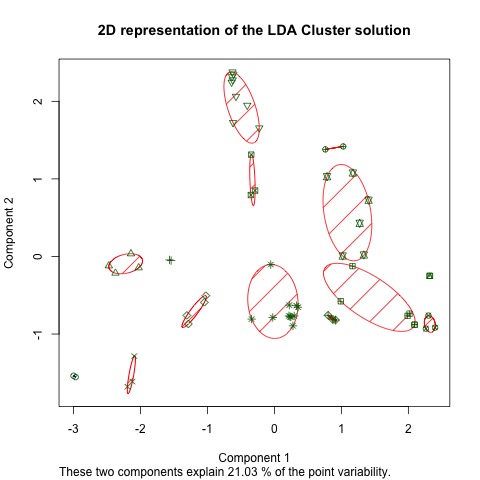 2D representation of the LDA Cluster solution
Component 2
2
1
0
-1
-3
-2
-1
0
1
2
Component 1
These two components explain 21.03 % of the point variability.